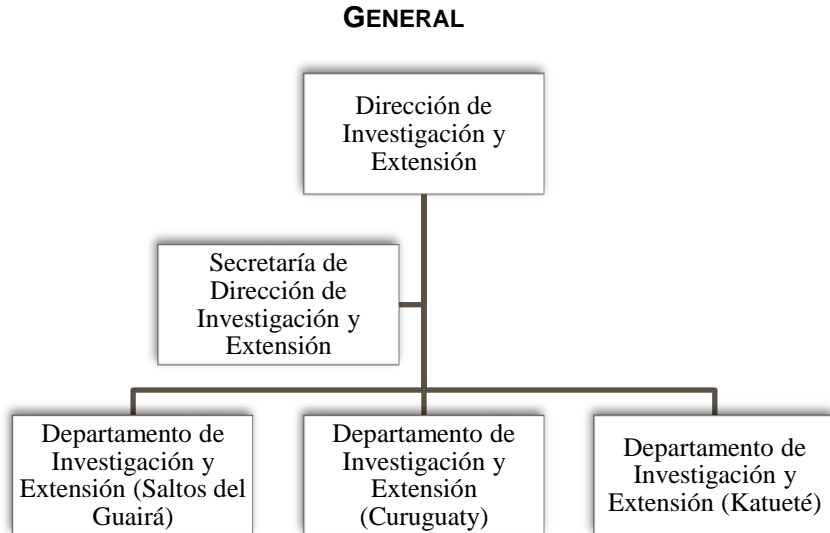 GENERAL
Dirección de
Investigación y
Extensión
Secretaría de
Dirección de
Investigación y
Extensión
Departamento de
Investigación y
Extensión (Saltos del
Guairá)
Departamento de
Investigación y
Extensión
(Curuguaty)
Departamento de
Investigación y
Extensión (Katueté)